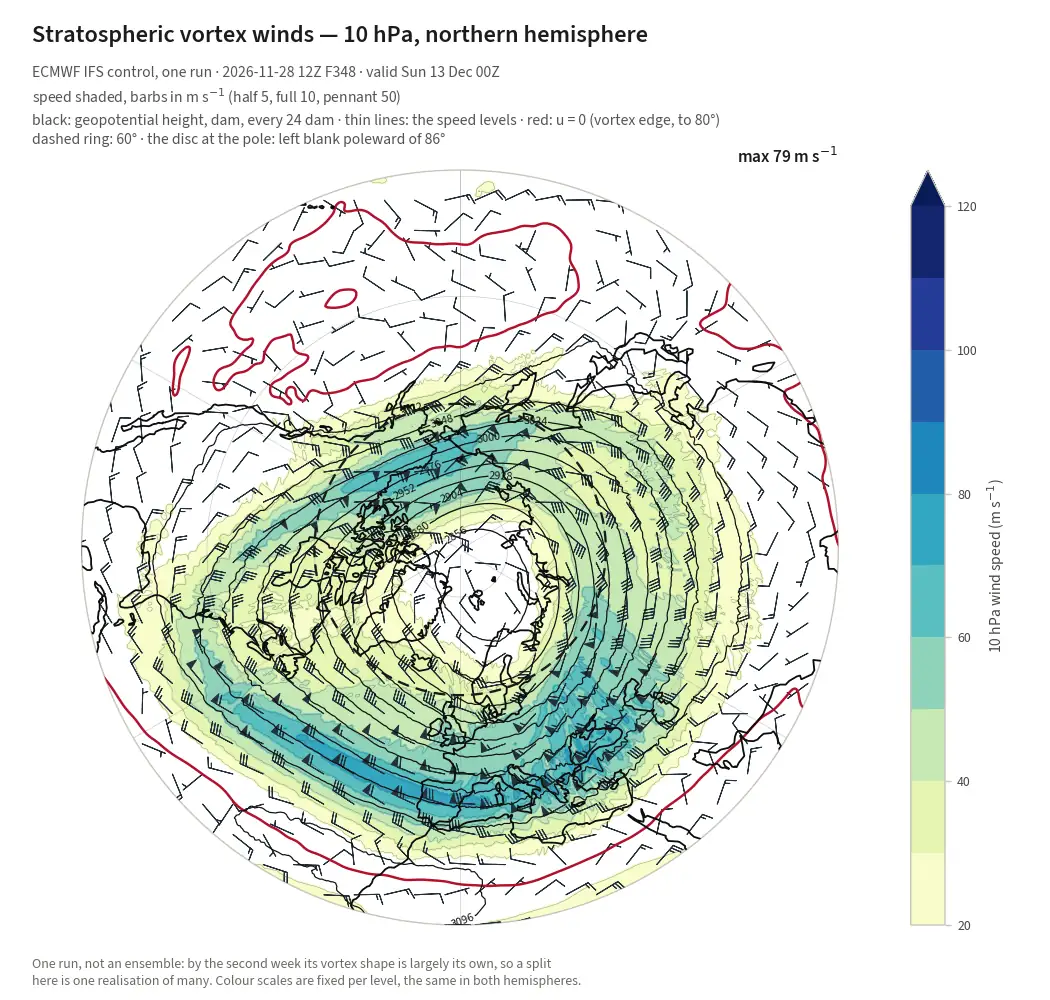 Stratospheric vortex winds — 10 hPa, northern hemisphere
ECMWF IFS control, one run · 2026-11-28 12Z F348 · valid Sun 13 Dec 00Z
speed shaded, barbs in m s⁻¹ (half 5, full 10, pennant 50)
black: geopotential height, dam, every 24 dam · thin lines: the speed levels · red: u = 0 (vortex edge, to 80°)
dashed ring: 60° · the disc at the pole: left blank poleward of 86°
max 79 m s⁻¹
120
100
80
60
40
20
10 hPa wind speed (m s⁻¹)
3000
2928
2952
2904
3096
One run, not an ensemble: by the second week its vortex shape is largely its own, so a split
here is one realisation of many. Colour scales are fixed per level, the same in both hemispheres.